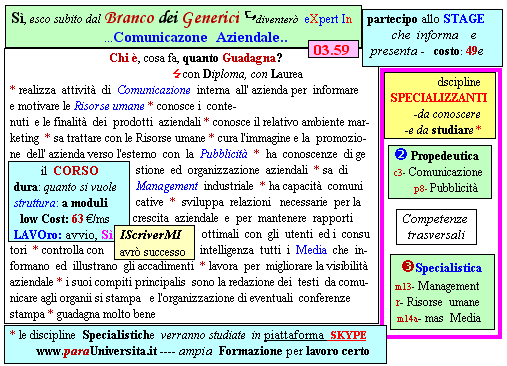 Sì, esco subito dal Branco dei Generici diventerò eXpert In
...Comunicazone Aziendale..
03.59
partecipo allo STAGE
che informa e
presenta - costo: 49e
Chi è, cosa fa, quanto Guadagna?
con Diploma, con Laurea
* realizza attività di Comunicazione interna all' azienda per informare
e motivare le Risorse umane * conosce i conte-
nuti e le finalità dei prodotti aziendali * conosce il relativo ambiente mar-
keting * sa trattare con le Risorse umane * cura l'immagine e la promozio-
ne dell' azienda verso l'esterno con la Pubblicità * ha conoscenze di ge
stione ed organizzazione aziendali * sa di
Management industriale * ha capacità comuni
cative * sviluppa relazioni necessarie per la
crescita aziendale e per mantenere rapporti
ottimali con gli utenti ed i consu
tori * controlla con intelligenza tutti i Media che in-
formano ed illustrano gli accadimenti * lavora per migliorare la visibilità
aziendale * i suoi compiti principalis sono la redazione dei testi da comu-
nicare agli organi si stampa e l'organizzazione di eventuali conferenze
stampa * guadagna molto bene
il CORSO
dura: quanto si vuole
struttura: a moduli
low Cost: 63 €/ms
LAVOro: avvio, Si
IScriverMI
avrò successo
dscipline
SPECIALIZZANTI
-da conoscere
-e da studiare *
2 Propedeutica
c3- Comunicazione
p8- Pubblicità
Competenze
trasversali
3 Specialistica
m13- Management
r- Risorse umane
m14a- mas Media
* le discipline Specialistiche verranno studiate in piattaforma SKYPE
www.paraUniversita.it ---- ampia Formazione per lavoro certo